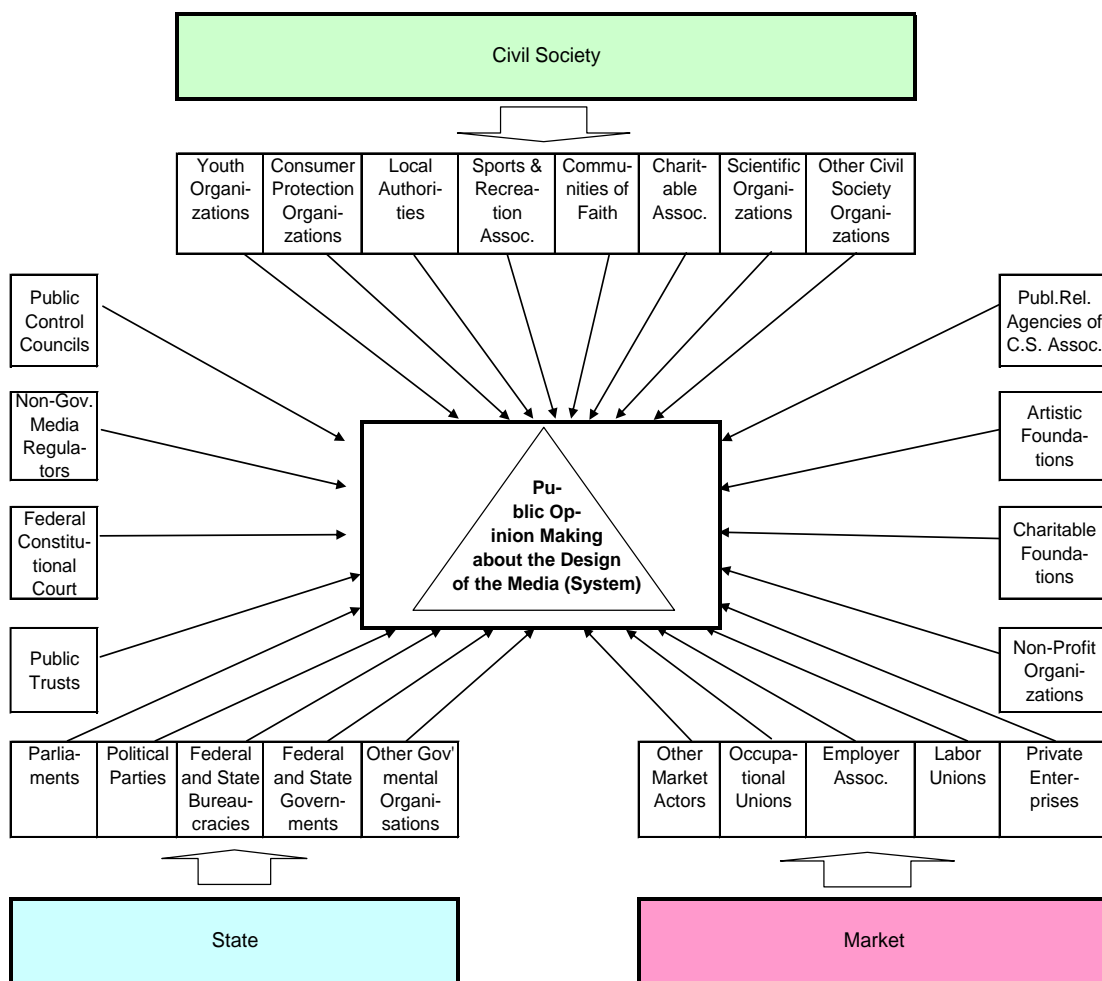 Civil Society
Youth
Organi-
zations
Consumer
Protection
Organi-
zations
Local
Authori-
ties
Sports &
Recrea-
tion
Assoc.
Commu-
nities of
Faith
Charit-
able
Assoc.
Scientific
Organi-
zations
Other Civil
Society
Organi-
zations
Public
Control
Councils
Non-Gov.
Media
Regula-
tors
Federal
Constitu-
tional
Court
Public
Trusts
Publ.Rel.
Agencies of
C.S. Assoc.
Artistic
Founda-
tions
Charitable
Founda-
tions
Non-Profit
Organi-
zations
Pu-
blic Op-
inion Making
about the Design
of the Media (System)
Parlia-
ments
Political
Parties
Federal
and State
Bureau-
cracies
Federal
and State
Govern-
ments
Other Gov'
mental
Organi-
sations
Other
Market
Actors
Occupa-
tional
Unions
Employer
Assoc.
Labor
Unions
Private
Enter-
prises
State
Market